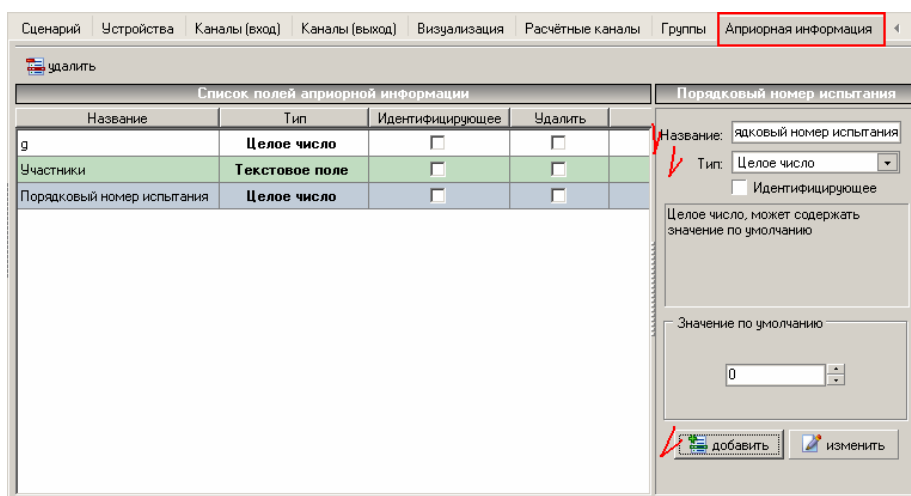 Сценарий Устройства Каналы (вход) Каналы (выход) Визуализация Расчётные каналы Группы Априорная информация
удалить
Список полей априорной информации
Название Тип Идентифицирующее Удалить
g Целое число
Участники Текстовое поле
Порядковый номер испытания Целое число
Порядковый номер испытания
Название: ядковый номер испытания
Тип: Целое число
Идентифицирующее
Целое число, может содержать
значение по умолчанию
Значение по умолчанию
0
добавить изменить